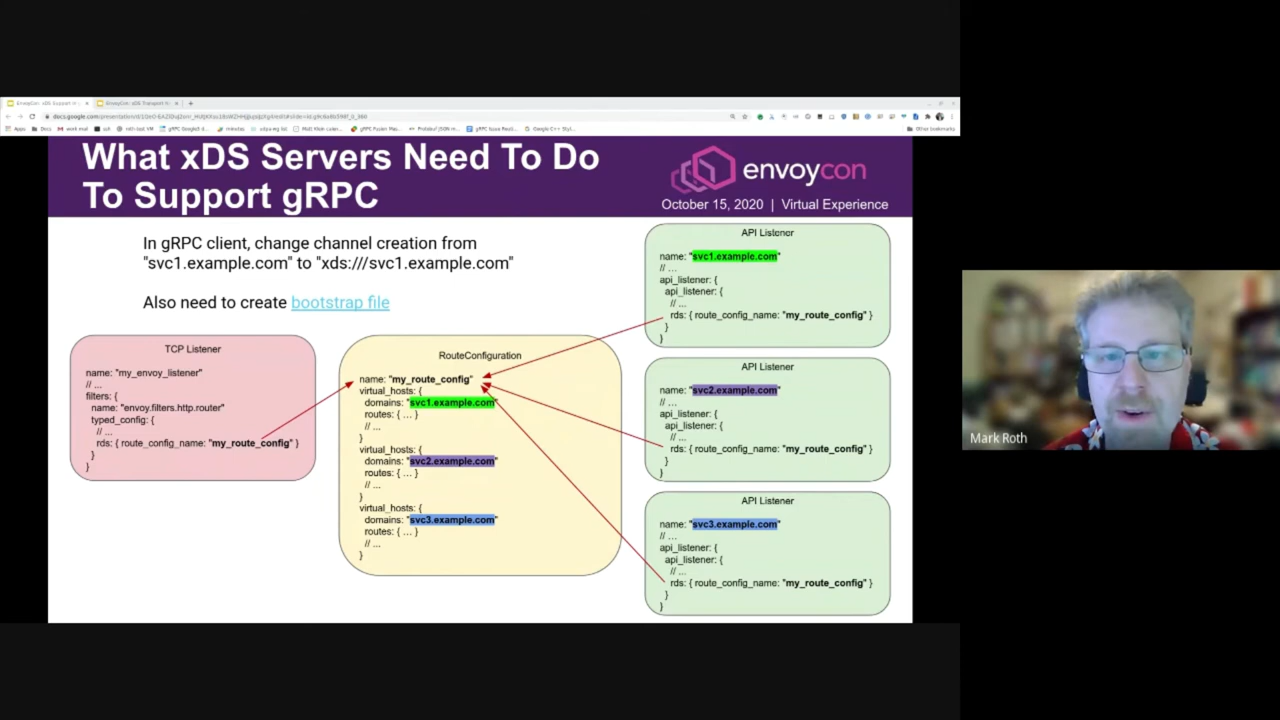 What xDS Servers Need To Do
To Support gRPC
envoycon
October 15, 2020 | Virtual Experience
In gRPC client, change channel creation from
"svc1.example.com" to "xds:///svc1.example.com"
Also need to create bootstrap file
TCP Listener
name: "my_envoy_listener"
// ...
filters: {
name: "envoy.filters.http.router"
typed_config: {
// ...
rds: { route_config_name: "my_route_config" }
}
}
RouteConfiguration
name: "my_route_config"
virtual_hosts: {
domains: "svc1.example.com"
routes: { ... }
// ...
}
virtual_hosts: {
domains: "svc2.example.com"
routes: { ... }
// ...
}
virtual_hosts: {
domains: "svc3.example.com"
routes: { ... }
// ...
}
API Listener
name: "svc1.example.com"
// ...
api_listener: {
api_listener: {
// ...
rds: { route_config_name: "my_route_config" }
}
}
API Listener
name: "svc2.example.com"
// ...
api_listener: {
api_listener: {
// ...
rds: { route_config_name: "my_route_config" }
}
}
API Listener
name: "svc3.example.com"
// ...
api_listener: {
api_listener: {
// ...
rds: { route_config_name: "my_route_config" }
}
}
Mark Roth